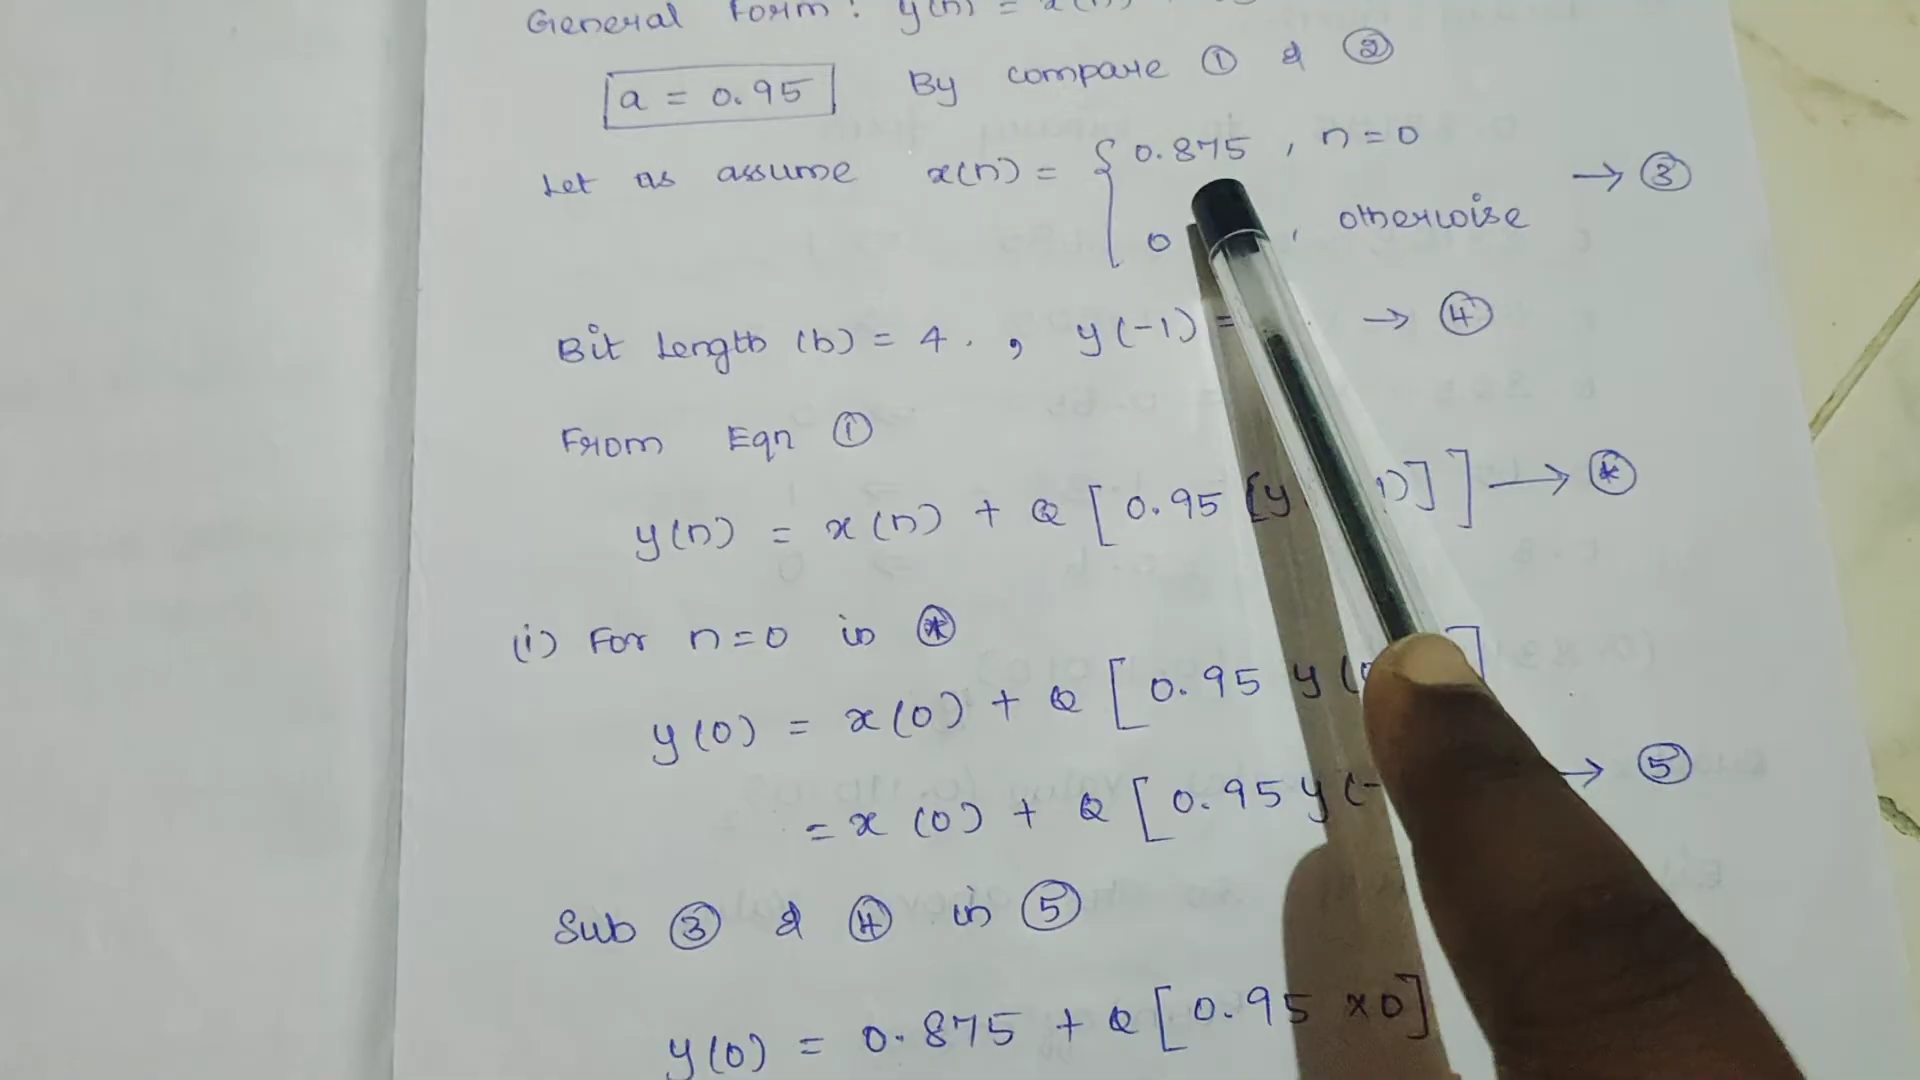 General Form: y(n) = x(n)
a = 0.95 By compare ① & ②
Let as assume x(n) = { 0.875 , n=0
0 , otherwise → ③
Bit Length (b) = 4 . , y(-1) = → ④
From Eqn ①
y(n) = x(n) + Q [ 0.95 [y 1)] ] → ⊛
(i) For n=0 in ⊛
y(0) = x(0) + Q [ 0.95 y ( ]
= x (0) + Q [ 0.95 y (- → ⑤
Sub ③ & ④ in ⑤
y(0) = 0.875 + Q [ 0.95 x 0 ]